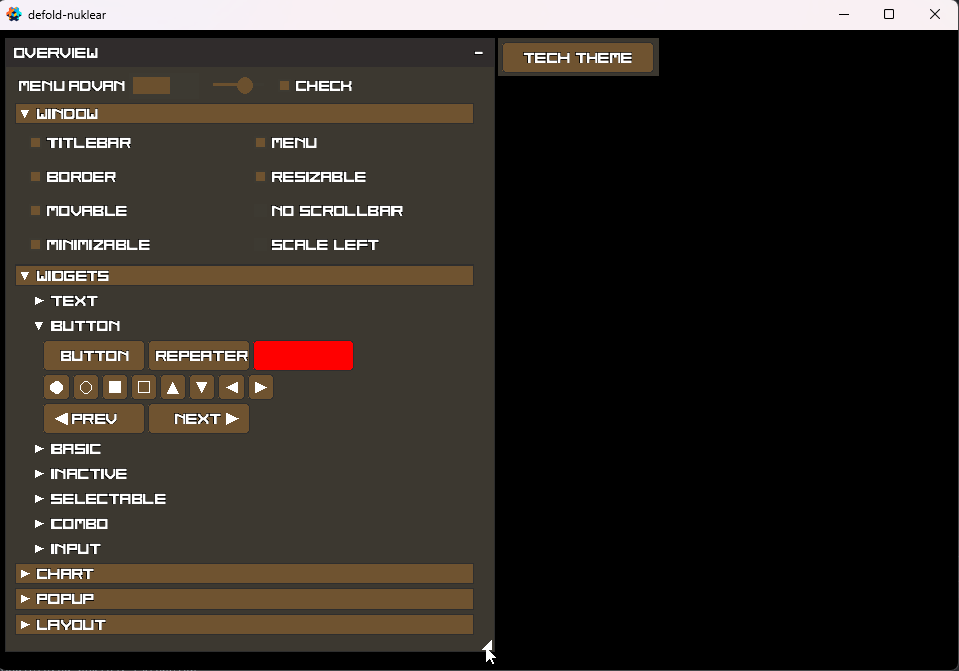 defold-nuklear
OVERVIEW
TECH THEME
MENU ADVAN CHECK
WINDOW
TITLEBAR MENU
BORDER RESIZABLE
MOVABLE NO SCROLLBAR
MINIMIZABLE SCALE LEFT
WIDGETS
TEXT
BUTTON
BUTTON REPEATER
PREV NEXT
BASIC
INACTIVE
SELECTABLE
COMBO
INPUT
CHART
POPUP
LAYOUT